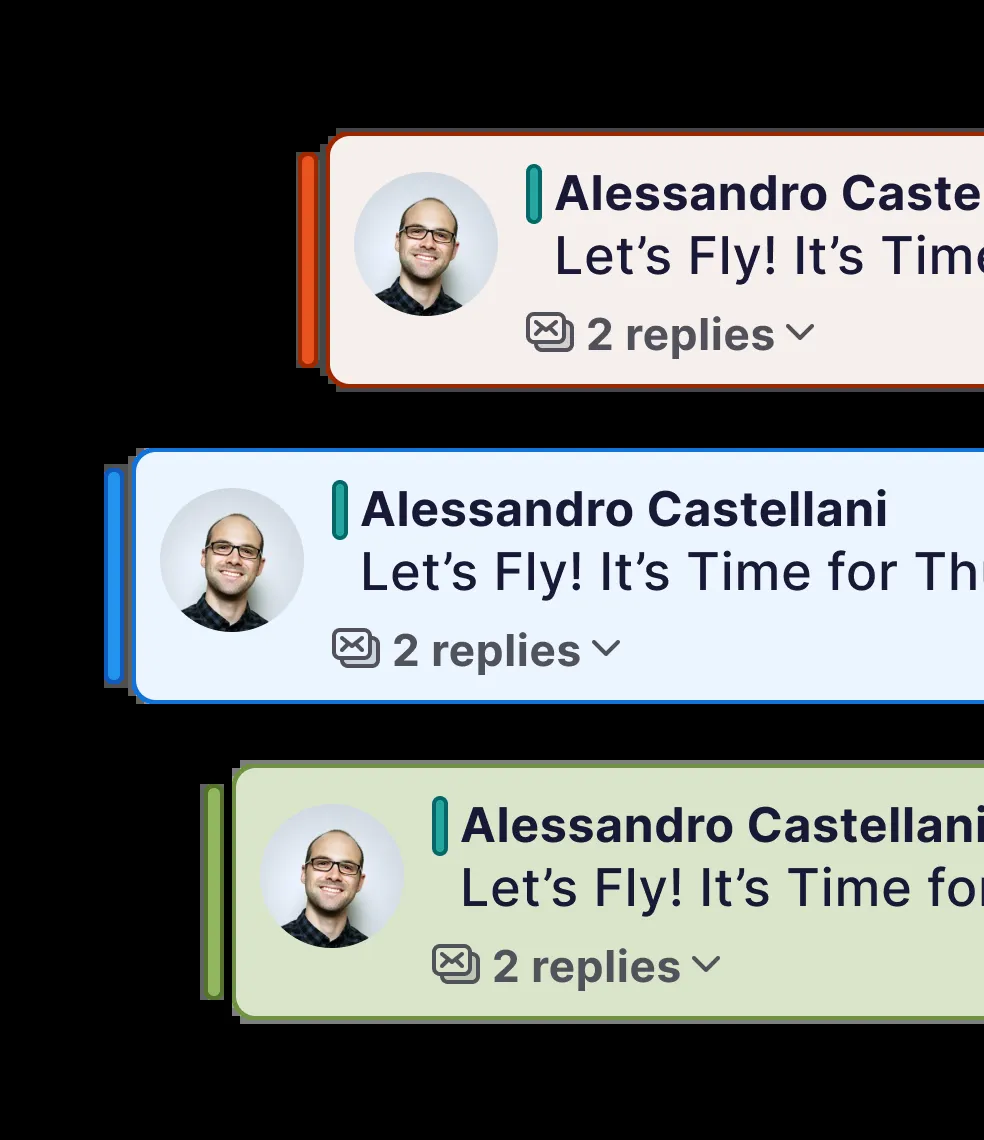 Alessandro Caste
Let’s Fly! It’s Time
2 replies
Alessandro Castellani
Let’s Fly! It’s Time for Th
2 replies
Alessandro Castellani
Let’s Fly! It’s Time for
2 replies